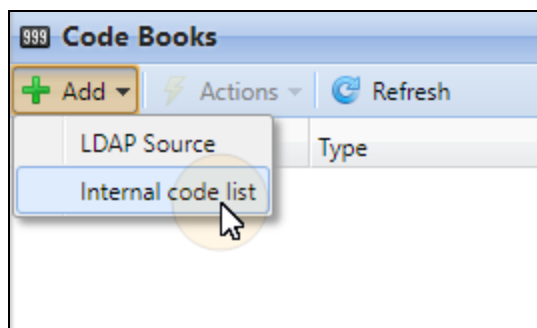 999 Code Books
Add Actions Refresh
LDAP Source
Type
Internal code list